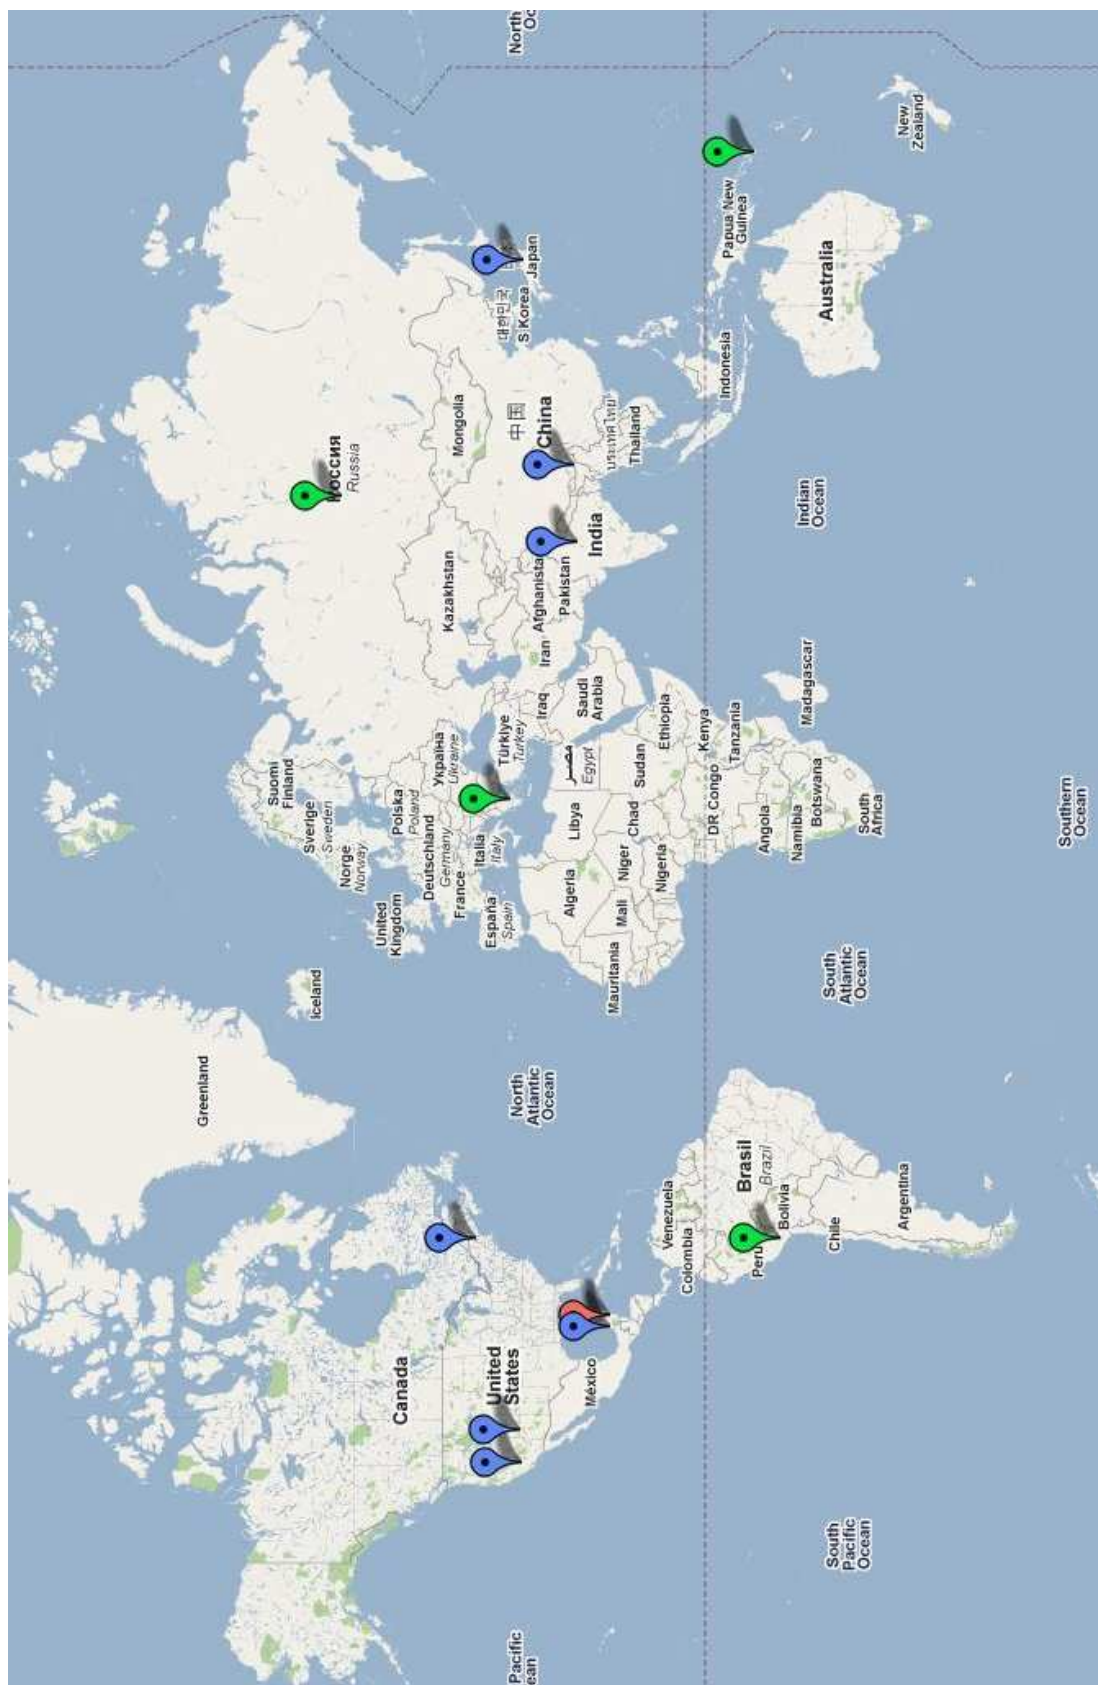 North
Oc
Россия
Russia
Greenland
Iceland
Suomi
Finland
Sverige
Sweden
Norge
Norway
United
Kingdom
Polska
Poland
Deutschland
Germany
Україна
Ukraine
France
Italia
Italy
España
Spain
Türkiye
Turkey
Kazakhstan
Mongolia
中国
China
대한민국
S Korea
Japan
Iraq
Iran
Afghanista
Pakistan
India
ประเทศไทย
Thailand
Saudi
Arabia
مصر
Egypt
Libya
Algeria
Mauritania
Mali
Niger
Chad
Sudan
Nigeria
Ethiopia
Kenya
DR Congo
Tanzania
Angola
Namibia
Botswana
South
Africa
Madagascar
Indonesia
Papua New
Guinea
Australia
New
Zealand
Canada
United
States
México
Venezuela
Colombia
Peru
Brasil
Brazil
Bolivia
Chile
Argentina
North
Atlantic
Ocean
South
Atlantic
Ocean
Indian
Ocean
Southern
Ocean
South
Pacific
Ocean
Pacific
ean